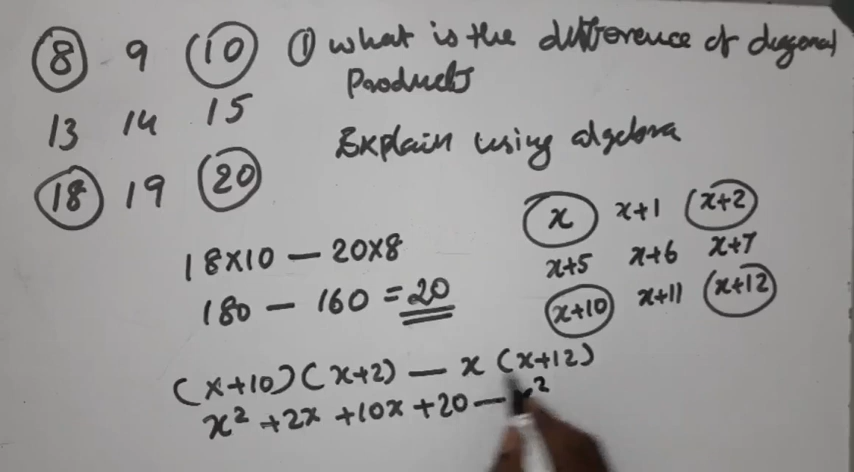 8 9 10 ① What is the difference of diagonal
Products
13 14 15
Explain using algebra
18 19 20
x x+1 x+2
x+5 x+6 x+7
x+10 x+11 x+12
18×10 — 20×8
180 — 160 = 20
(x+10)(x+2) — x(x+12)
x² +2x +10x +20 — x²